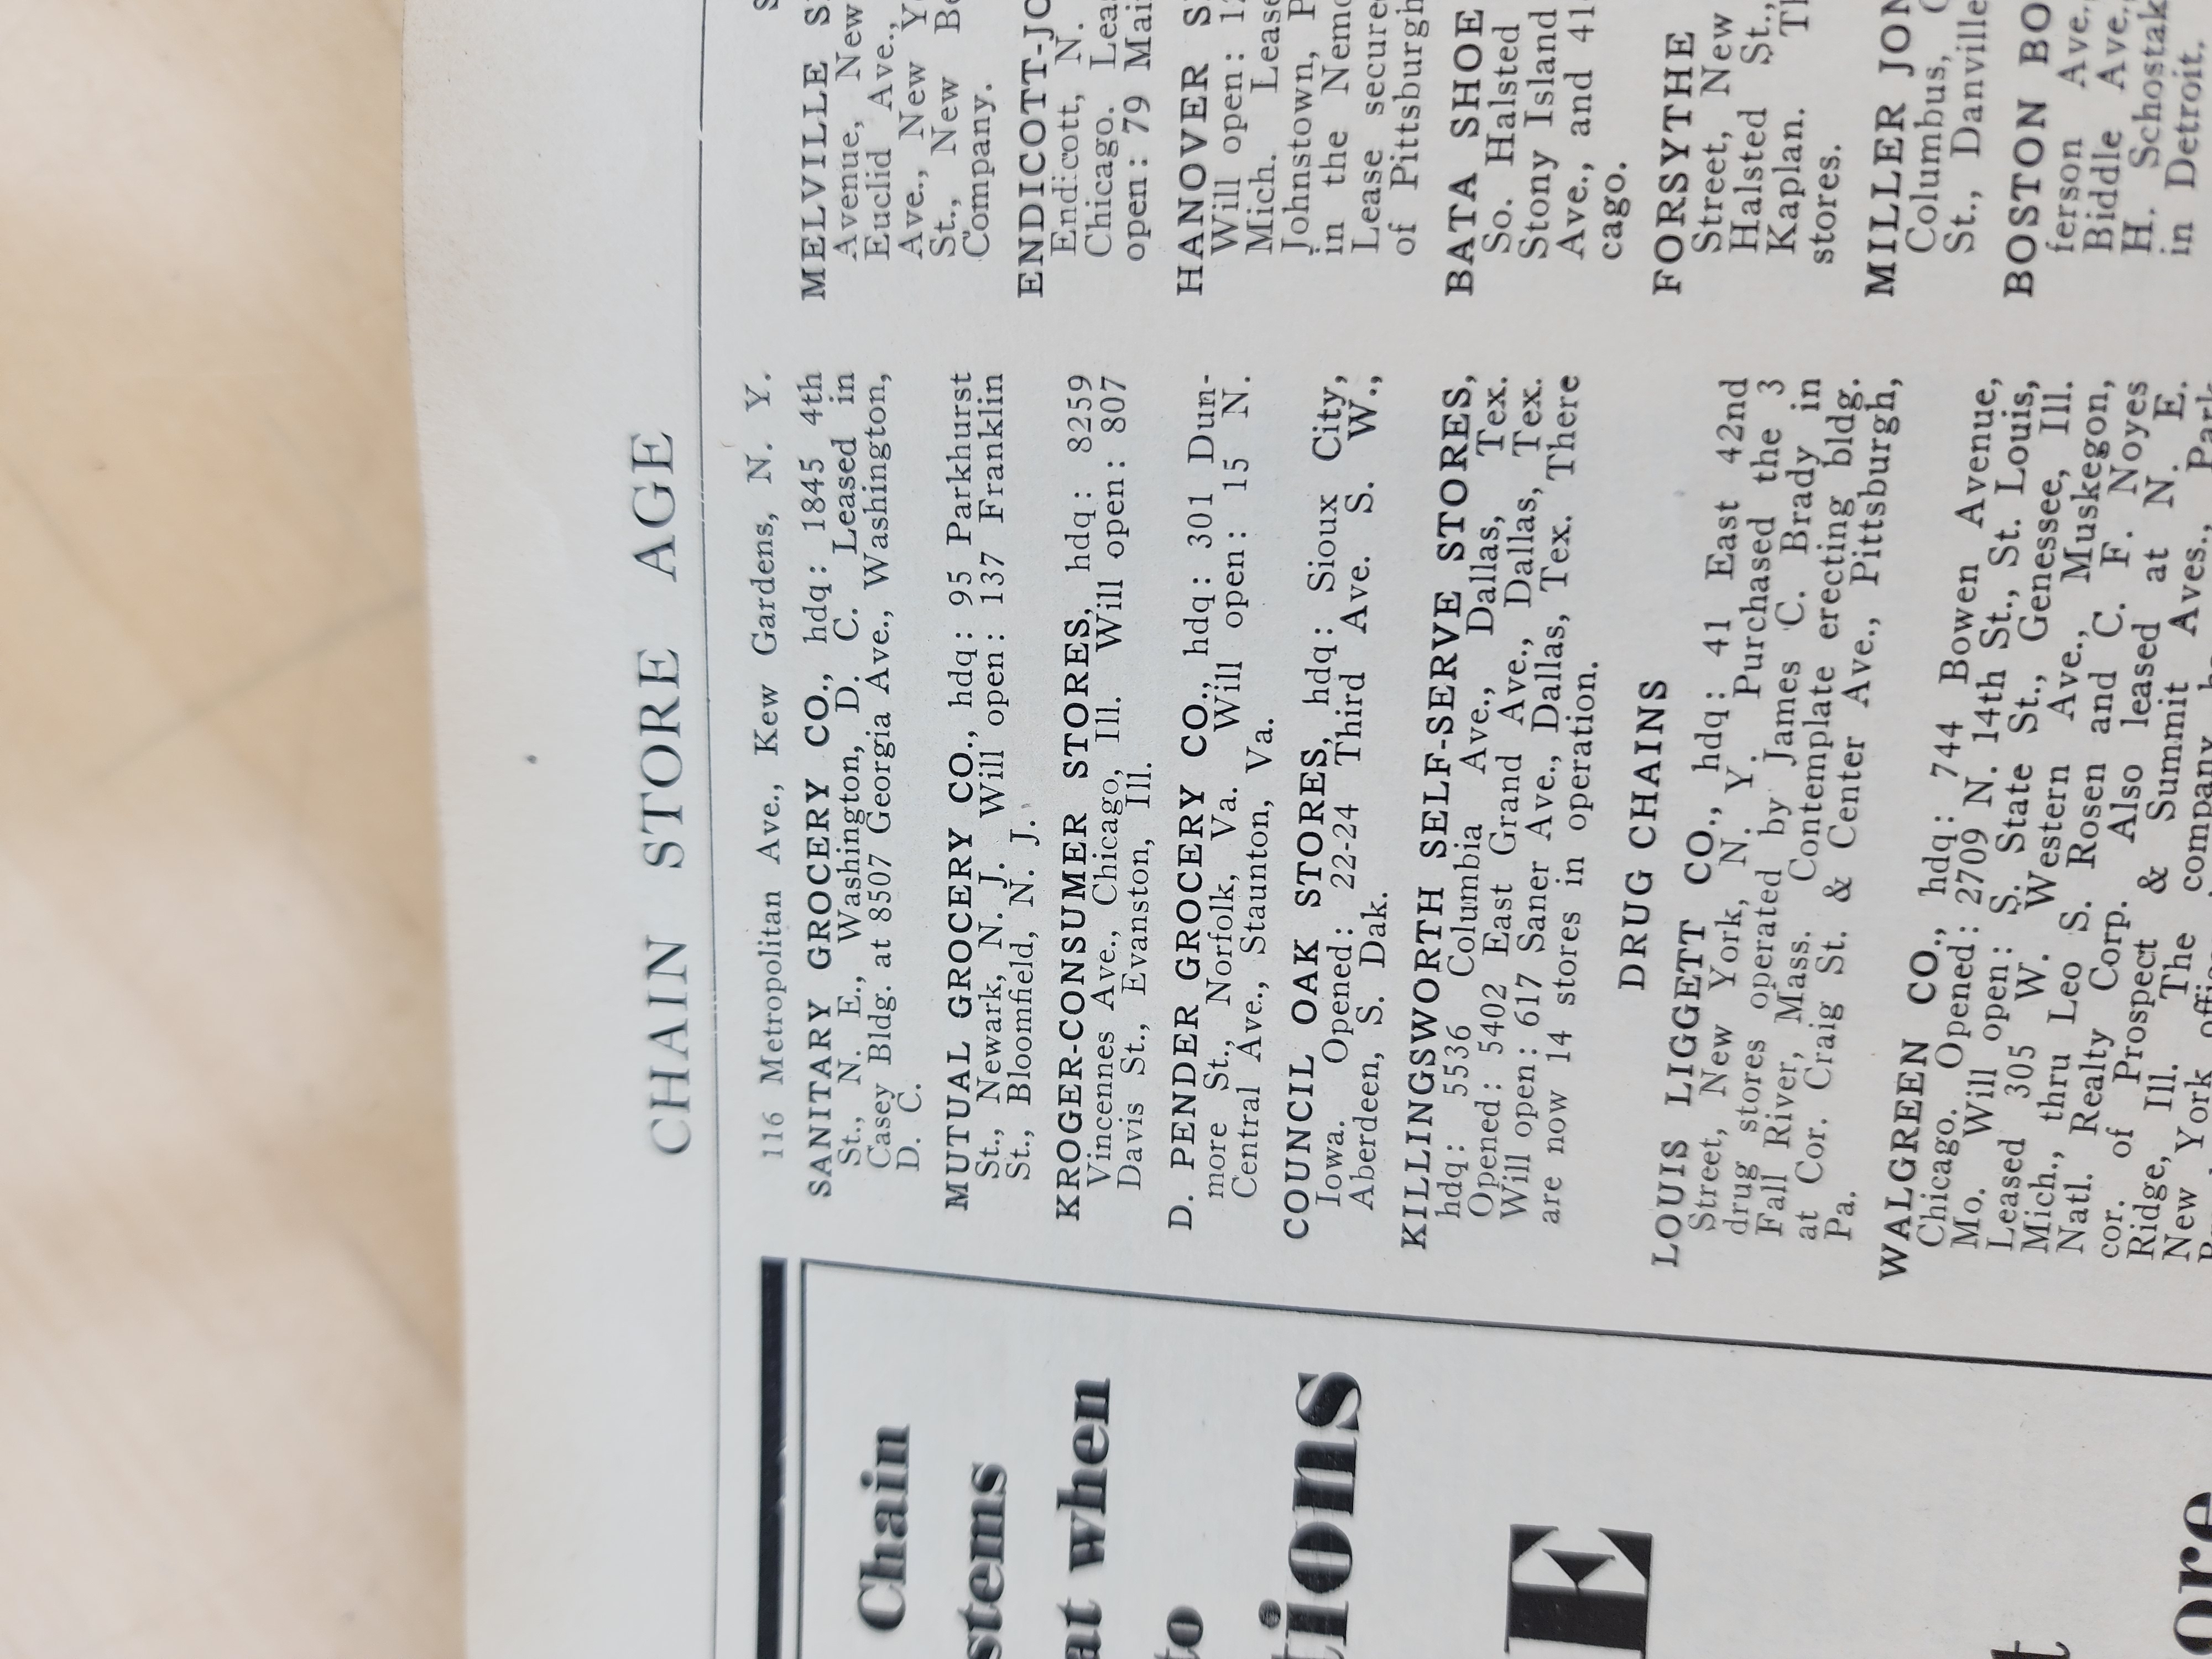 CHAIN STORE AGE
Chain
stems
at when
to
tions
E
116 Metropolitan Ave., Kew Gardens, N. Y.
SANITARY GROCERY CO., hdq: 1845 4th
St., N. E., Washington, D. C. Leased in
Casey Bldg. at 8507 Georgia Ave., Washington,
D. C.
MUTUAL GROCERY CO., hdq: 95 Parkhurst
St., Newark, N. J. Will open: 137 Franklin
St., Bloomfield, N. J.
KROGER-CONSUMER STORES, hdq: 8259
Vincennes Ave., Chicago, Ill. Will open: 807
Davis St., Evanston, Ill.
D. PENDER GROCERY CO., hdq: 301 Dun-
more St., Norfolk, Va. Will open: 15 N.
Central Ave., Staunton, Va.
COUNCIL OAK STORES, hdq: Sioux City,
Iowa. Opened: 22-24 Third Ave. S. W.,
Aberdeen, S. Dak.
KILLINGSWORTH SELF-SERVE STORES,
hdq: 5536 Columbia Ave., Dallas, Tex.
Opened: 5402 East Grand Ave., Dallas, Tex.
Will open: 617 Saner Ave., Dallas, Tex. There
are now 14 stores in operation.
DRUG CHAINS
LOUIS LIGGETT CO., hdq: 41 East 42nd
Street, New York, N. Y. Purchased the 3
drug stores operated by James C. Brady in
Fall River, Mass. Contemplate erecting bldg.
at Cor. Craig St. & Center Ave., Pittsburgh,
Pa.
WALGREEN CO., hdq: 744 Bowen Avenue,
Chicago. Opened: 2709 N. 14th St., St. Louis,
Mo. Will open: S. State St., Genessee, Ill.
Leased 305 W. Western Ave., Muskegon,
Mich., thru Leo S. Rosen and C. F. Noyes
Natl. Realty Corp. Also leased at N. E.
cor. of Prospect & Summit Aves., Park
Ridge, Ill. The company
New York
MELVILLE
Avenue, New
Euclid Ave.,
Ave., New
St., New
Company.
ENDICOTT-JO
Endicott, N.
Chicago. Leas
open: 79 Mai
HANOVER S
Will open: 1
Mich. Lease
Johnstown, P
in the Nemo
Lease secure
of Pittsburgh
BATA SHOE
So. Halsted
Stony Island
Ave., and 41
cago.
FORSYTHE
Street, New
Halsted St.,
Kaplan. T
stores.
MILLER JON
Columbus,
St., Danville
BOSTON BO
ferson Ave.
Biddle Ave.
H. Schostak
in Detroit.